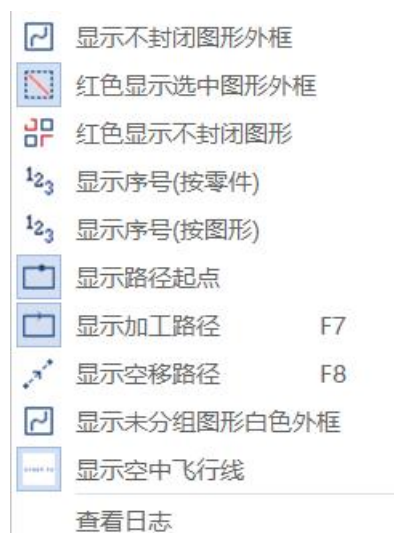 显示不封闭图形外框
红色显示选中图形外框
红色显示不封闭图形
123 显示序号(按零件)
123 显示序号(按图形)
显示路径起点
显示加工路径 F7
显示空移路径 F8
显示未分组图形白色外框
显示空中飞行线
查看日志